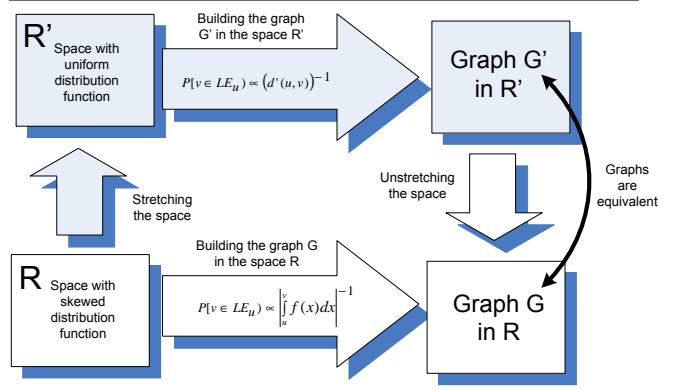 R’
Space with
uniform
distribution
function
Building the graph
G’ in the space R’
P[v ∈ LE_u) ∝ (d’(u,v))^{-1}
Graph G’
in R’
Stretching
the space
Unstretching
the space
Graphs
are
equivalent
R
Space with
skewed
distribution
function
Building the graph G
in the space R
P[v ∈ LE_u) ∝ |∫_u^v f(x)dx|^{-1}
Graph G
in R